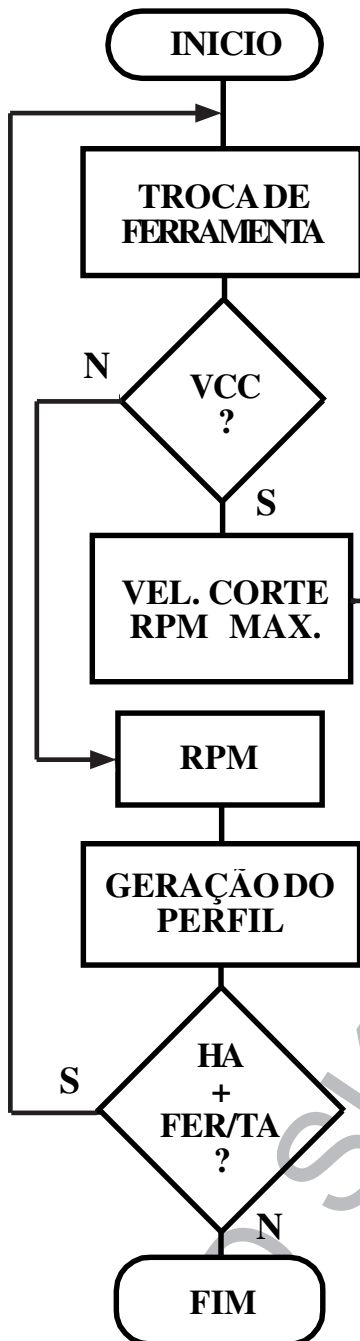 INICIO
TROCA DE
FERRAMENTA
N
VCC
?
S
VEL. CORTE
RPM MAX.
RPM
GERAÇÃO DO
PERFIL
S
HA
+
FER/TA
?
N
FIM